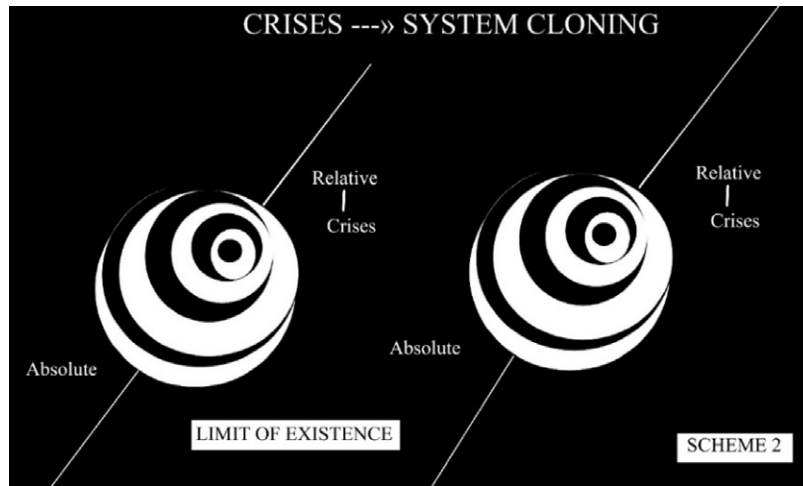 CRISES ---» SYSTEM CLONING
Relative
Crises
Absolute
LIMIT OF EXISTENCE
Relative
Crises
Absolute
SCHEME 2